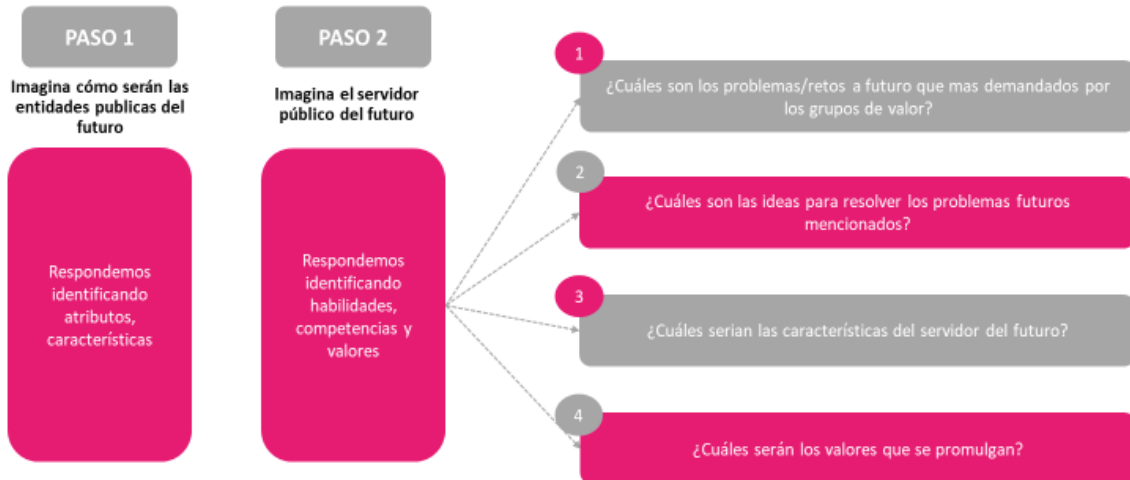 PASO 1
Imagina cómo serán las
entidades publicas del
futuro
Respondemos
identificando
atributos,
características
PASO 2
Imagina el servidor
público del futuro
Respondemos
identificando
habilidades,
competencias y
valores
1
¿Cuáles son los problemas/retos a futuro que mas demandados por
los grupos de valor?
2
¿Cuáles son las ideas para resolver los problemas futuros
mencionados?
3
¿Cuáles serian las características del servidor del futuro?
4
¿Cuáles serán los valores que se promulgan?